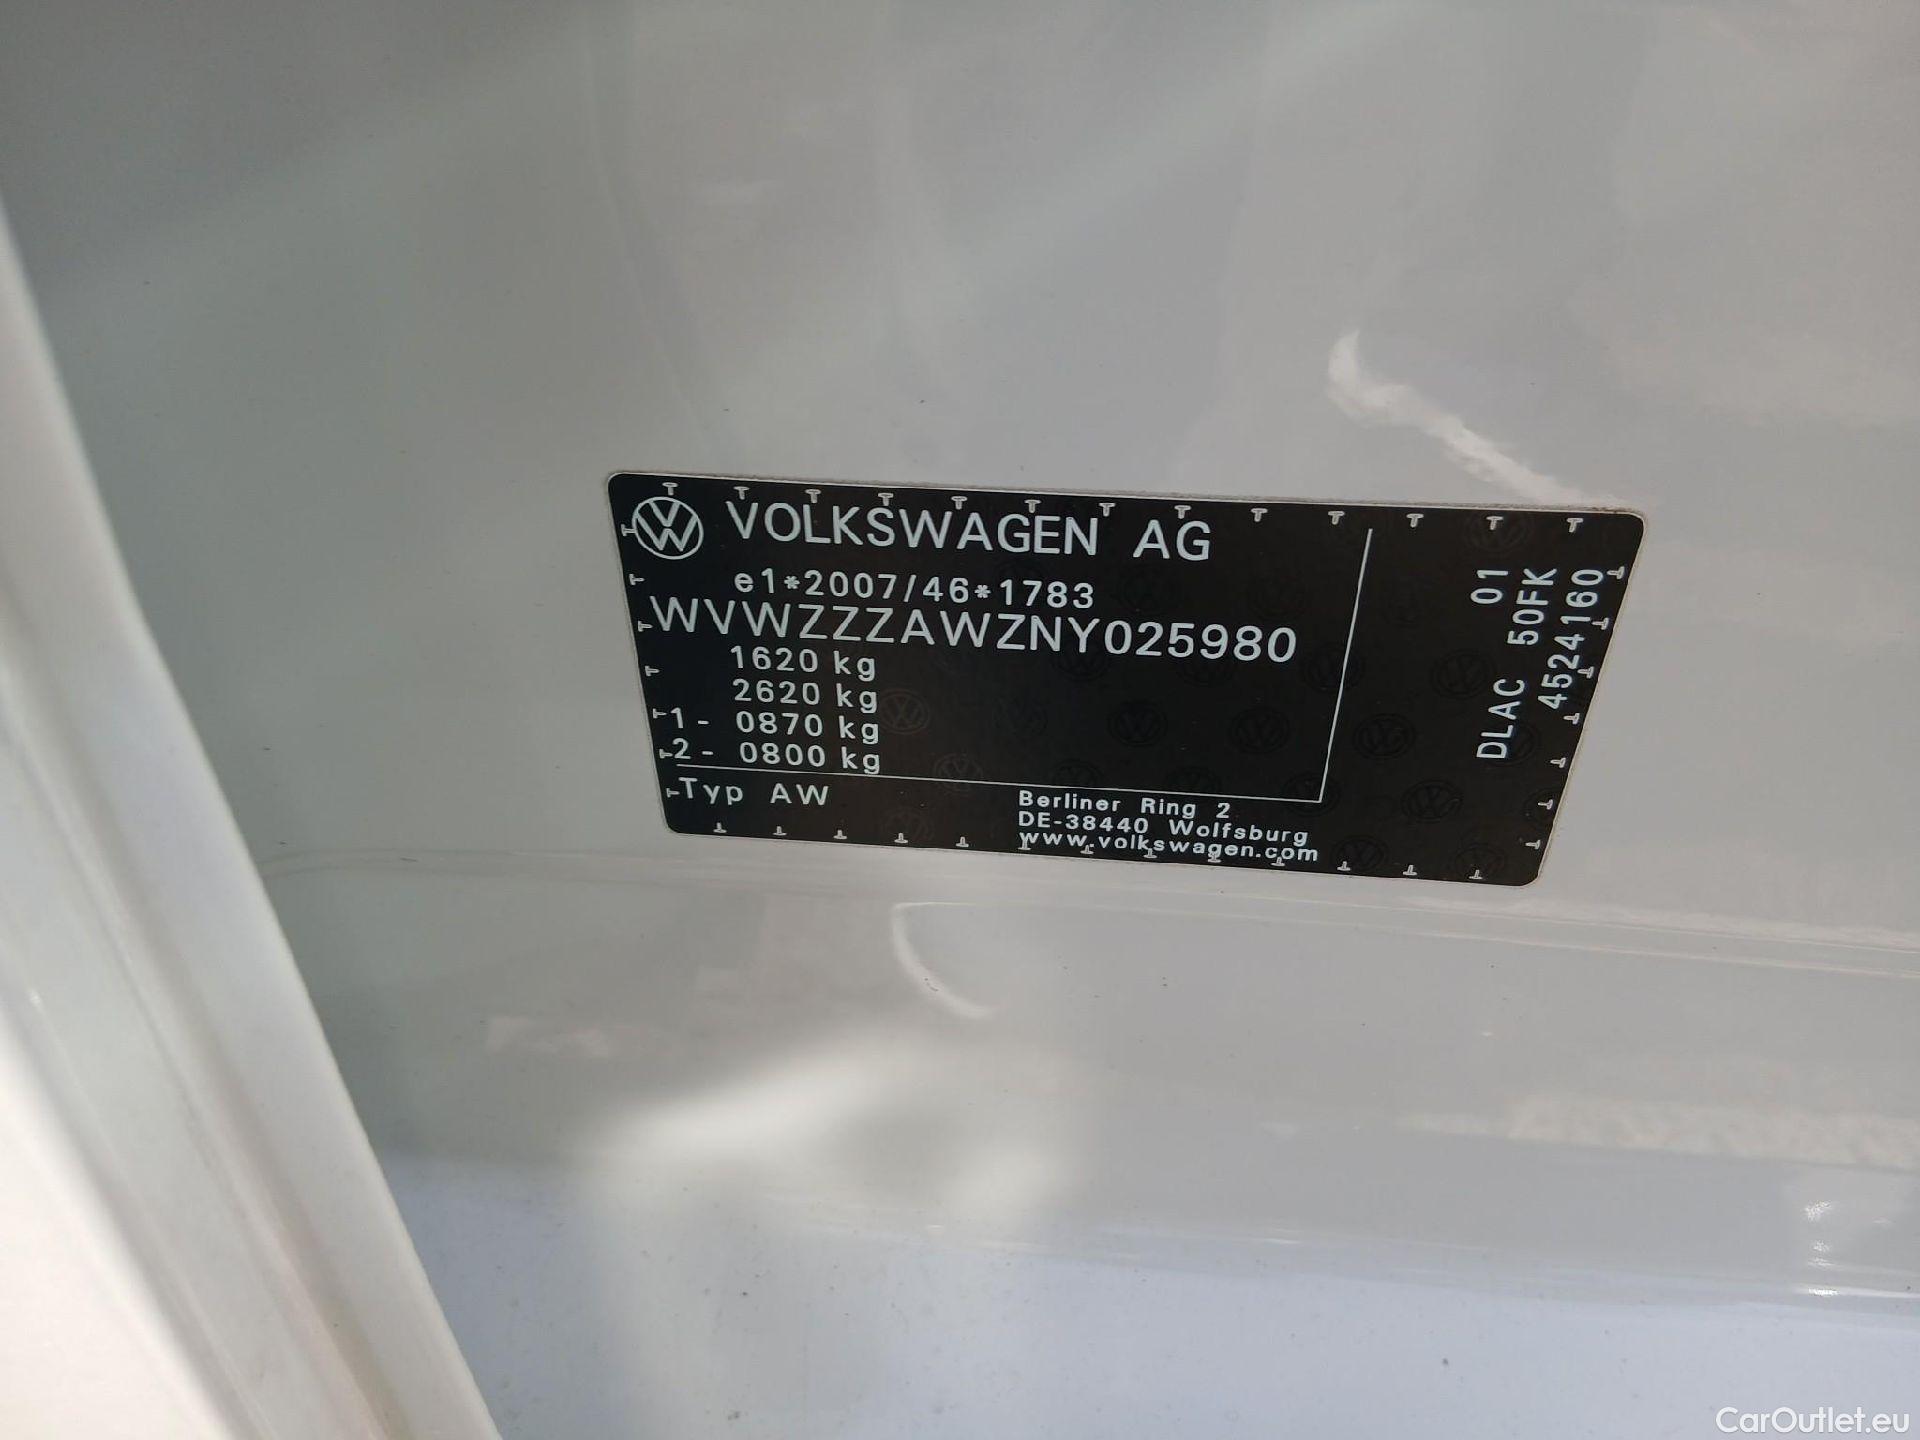 VOLKSWAGEN AG
e1*2007/46*1783
WVWZZZAWZNY025980
1620 kg
2620 kg
1- 0870 kg
2- 0800 kg
Typ AW
Berliner Ring 2
DE-38440 Wolfsburg
www.volkswagen.com
DLAC 50FK 01
4524160
CarOutlet.eu